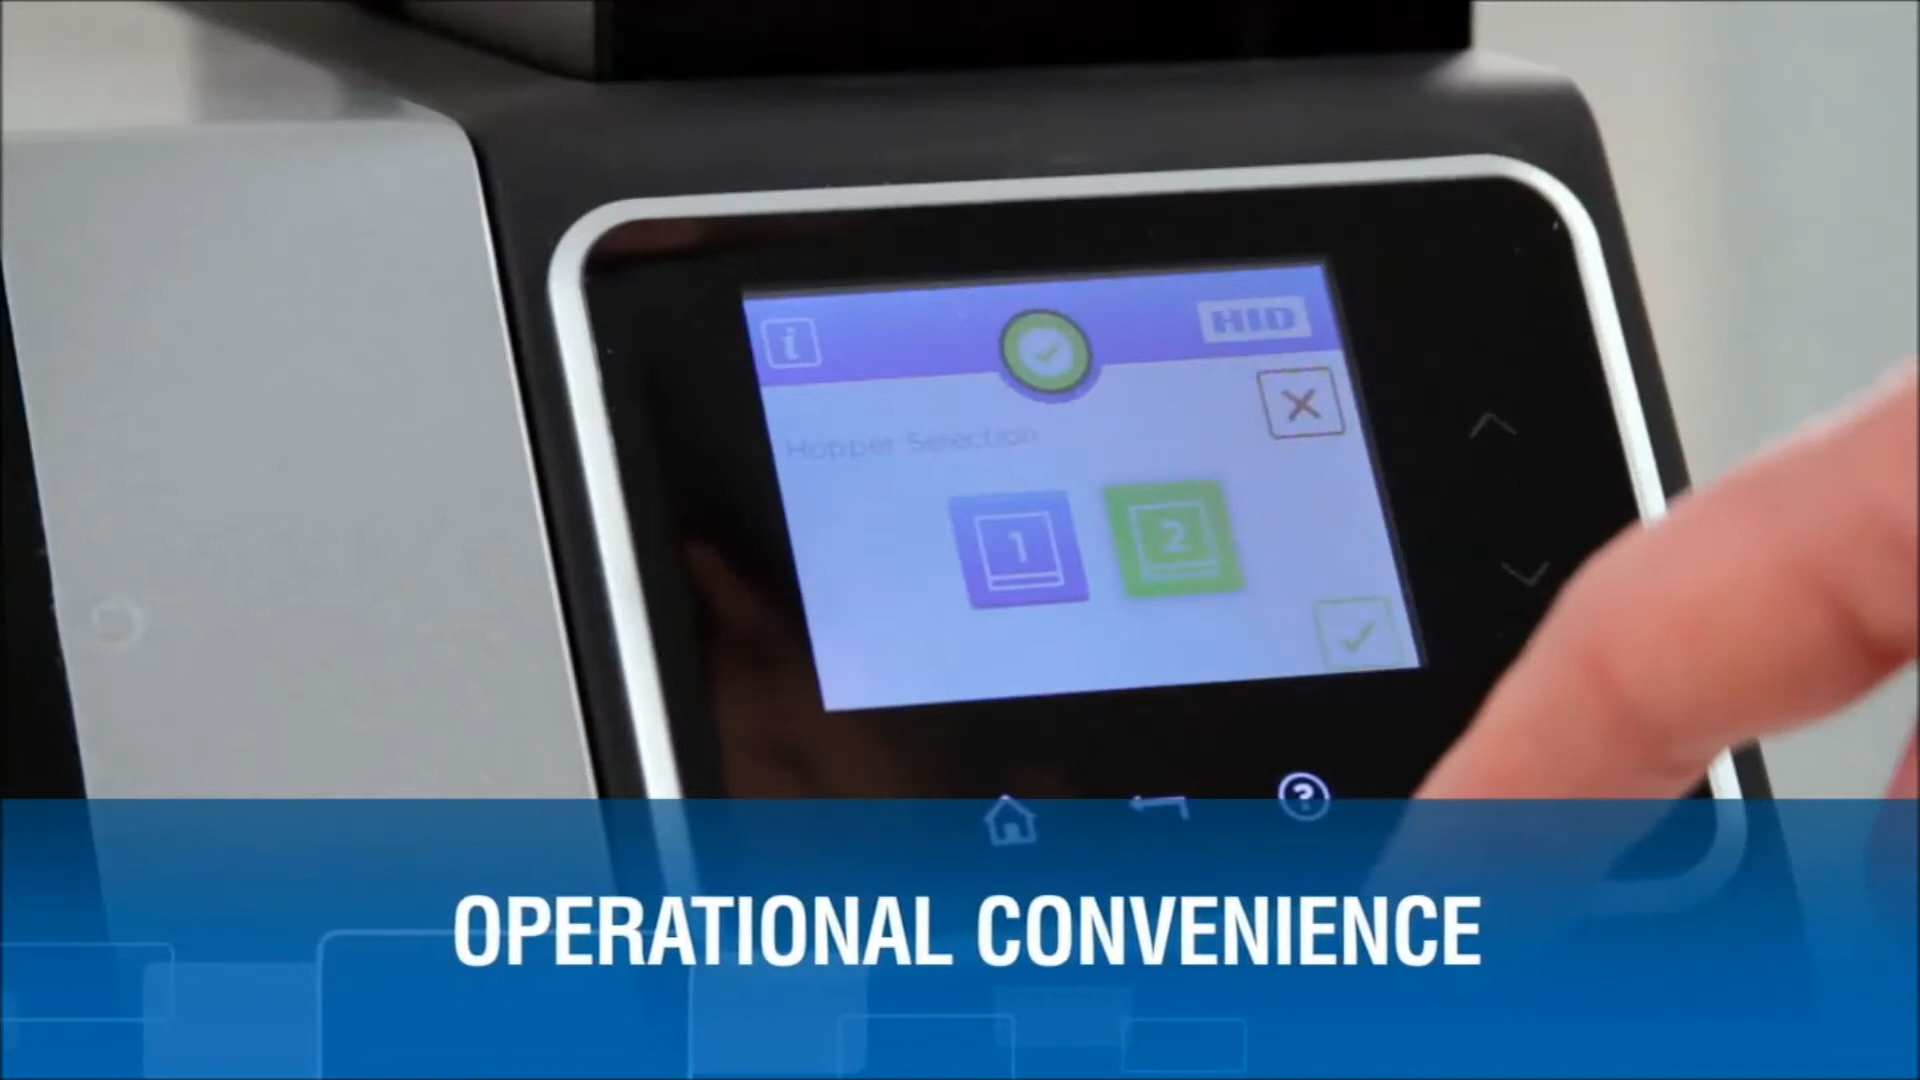 i
HID
Hopper Selection
1 2
?
OPERATIONAL CONVENIENCE